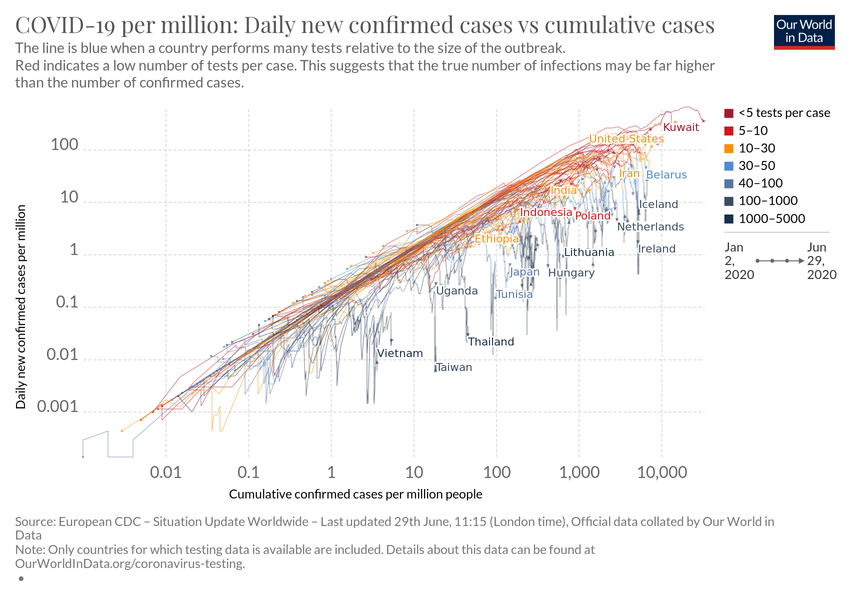 COVID-19 per million: Daily new confirmed cases vs cumulative cases
Our World
in Data
The line is blue when a country performs many tests relative to the size of the outbreak.
Red indicates a low number of tests per case. This suggests that the true number of infections may be far higher
than the number of confirmed cases.
Daily new confirmed cases per million
100
10
1
0.1
0.01
0.001
Kuwait
United States
Iran
Belarus
India
Iceland
Indonesia
Poland
Netherlands
Ethiopia
Ireland
Lithuania
Japan
Hungary
Uganda
Tunisia
Thailand
Vietnam
Taiwan
<5 tests per case
5–10
10–30
30–50
40–100
100–1000
1000–5000
Jan
2,
2020
Jun
29,
2020
0.01
0.1
1
10
100
1,000
10,000
Cumulative confirmed cases per million people
Source: European CDC – Situation Update Worldwide – Last updated 29th June, 11:15 (London time), Official data collated by Our World in
Data
Note: Only countries for which testing data is available are included. Details about this data can be found at
OurWorldInData.org/coronavirus-testing.
•